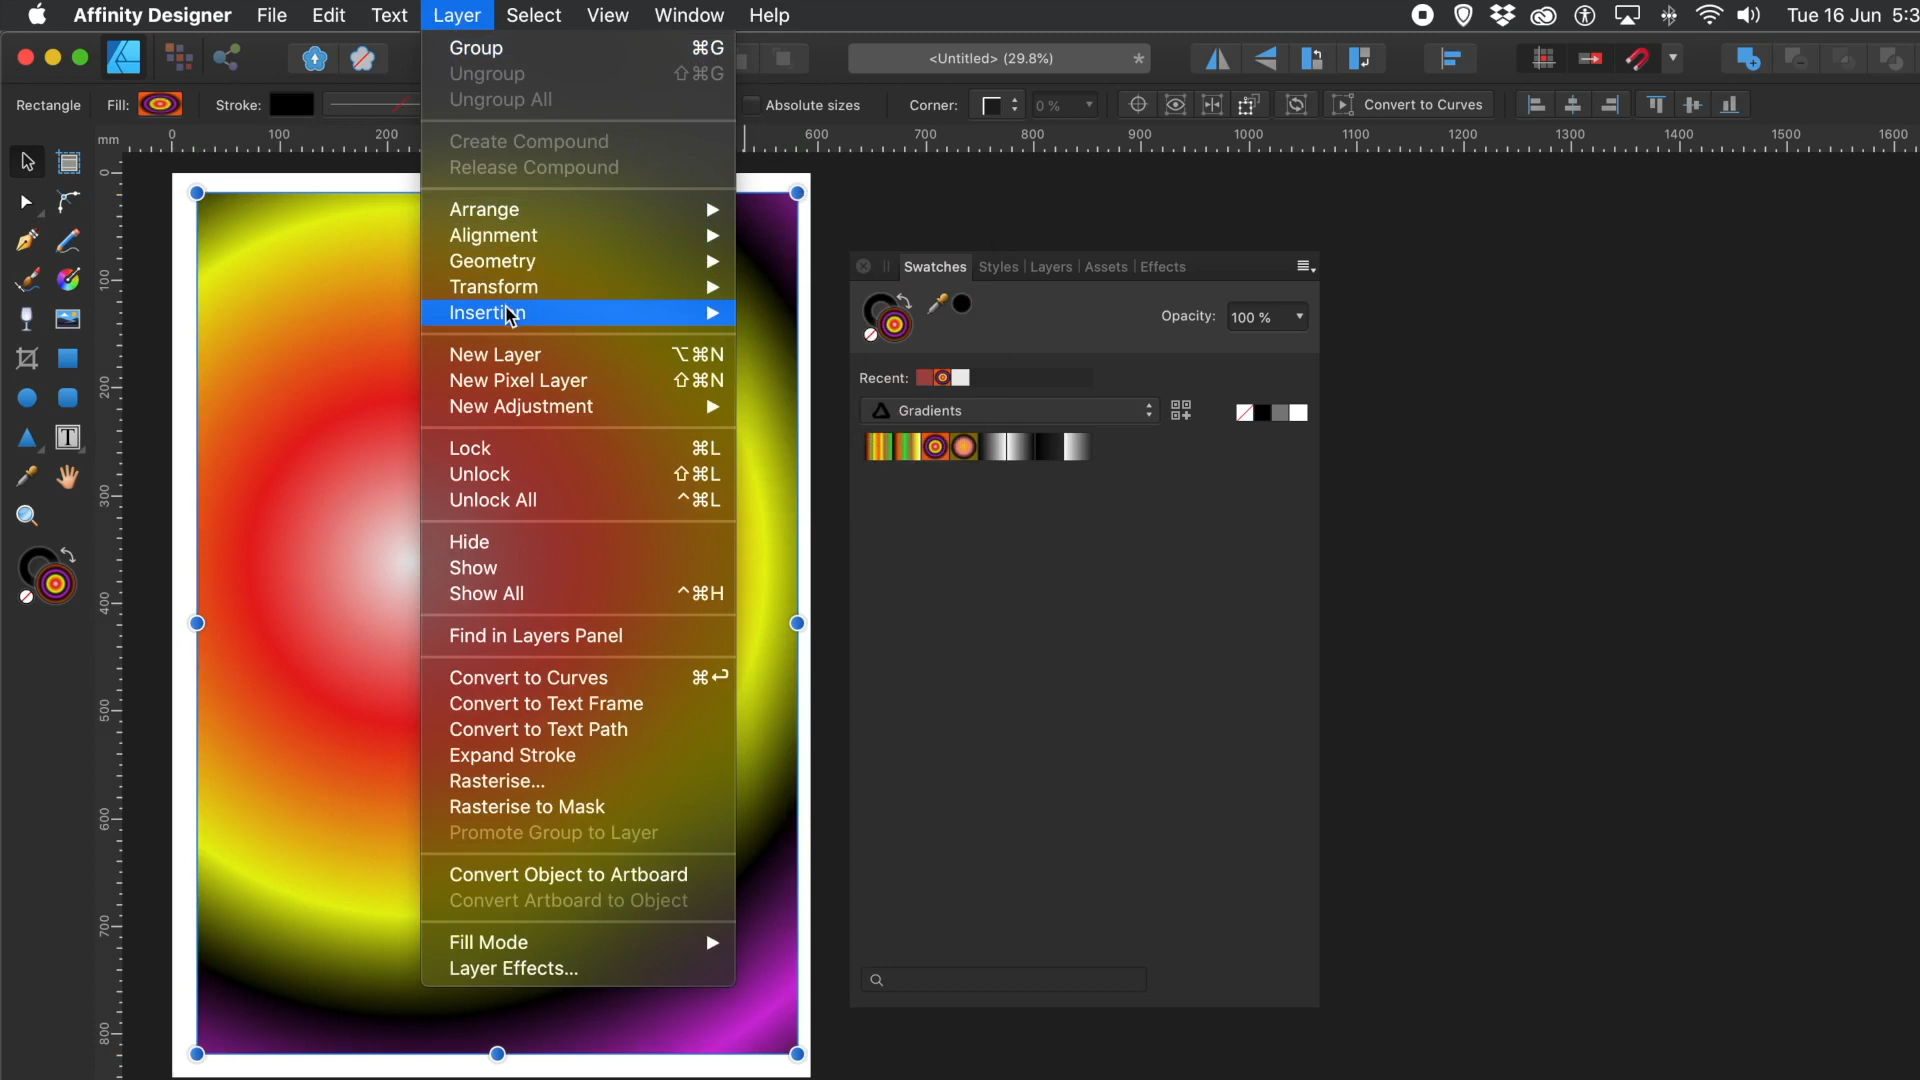 Affinity Designer File Edit Text Layer Select View Window Help Tue 16 Jun 5:3
<Untitled> (29.8%) *
Rectangle Fill: Stroke: Absolute sizes Corner: 0 % Convert to Curves
mm 0 100 200 600 700 800 900 1000 1100 1200 1300 1400 1500 1600
Group ⌘G
Ungroup ⇧⌘G
Ungroup All
Create Compound
Release Compound
Arrange
Alignment
Geometry
Transform
Insertion
New Layer ⌥⌘N
New Pixel Layer ⇧⌘N
New Adjustment
Lock ⌘L
Unlock ⇧⌘L
Unlock All ^⌘L
Hide
Show
Show All ^⌘H
Find in Layers Panel
Convert to Curves ⌘↩
Convert to Text Frame
Convert to Text Path
Expand Stroke
Rasterise...
Rasterise to Mask
Promote Group to Layer
Convert Object to Artboard
Convert Artboard to Object
Fill Mode
Layer Effects...
Swatches Styles Layers Assets Effects
Opacity: 100 %
Recent:
Gradients
0
100
200
300
400
500
600
700
800